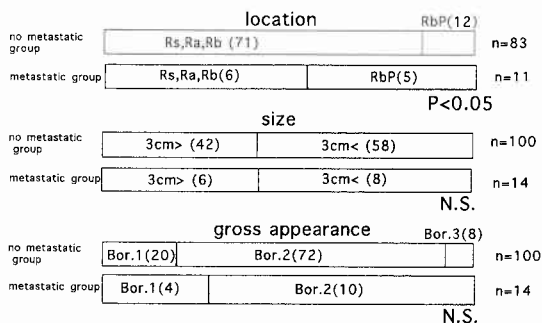 location RbP(12)
no metastatic group Rs,Ra,Rb (71) n=83
metastatic group Rs,Ra,Rb(6) RbP(5) n=11
P<0.05
size
no metastatic group 3cm> (42) 3cm< (58) n=100
metastatic group 3cm> (6) 3cm< (8) n=14
N.S.
gross appearance Bor.3(8)
no metastatic group Bor.1(20) Bor.2(72) n=100
metastatic group Bor.1(4) Bor.2(10) n=14
N.S.